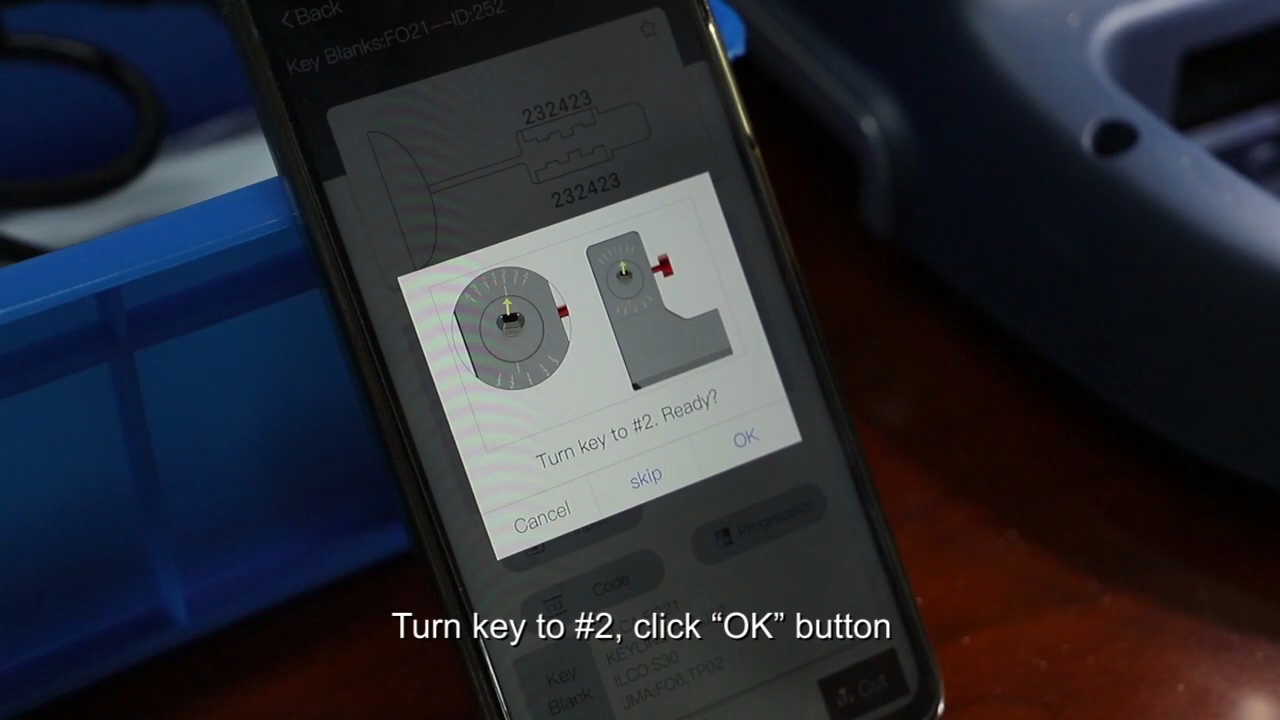 Back
Key Blanks:FO21--ID:252
232423
232423
Turn key to #2. Ready?
Cancel
skip
OK
Progression
Code
Key
Blank
ILCO:S30
JMA:FO6,TP02
Cut
Turn key to #2, click “OK” button